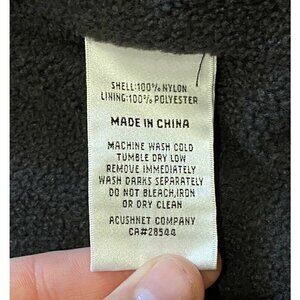 SHELL:100% NYLON
LINING:100% POLYESTER
MADE IN CHINA
MACHINE WASH COLD
TUMBLE DRY LOW
REMOVE IMMEDIATELY
WASH DARKS SEPARATELY
DO NOT BLEACH,IRON
OR DRY CLEAN
ACUSHNET COMPANY
CA#28544